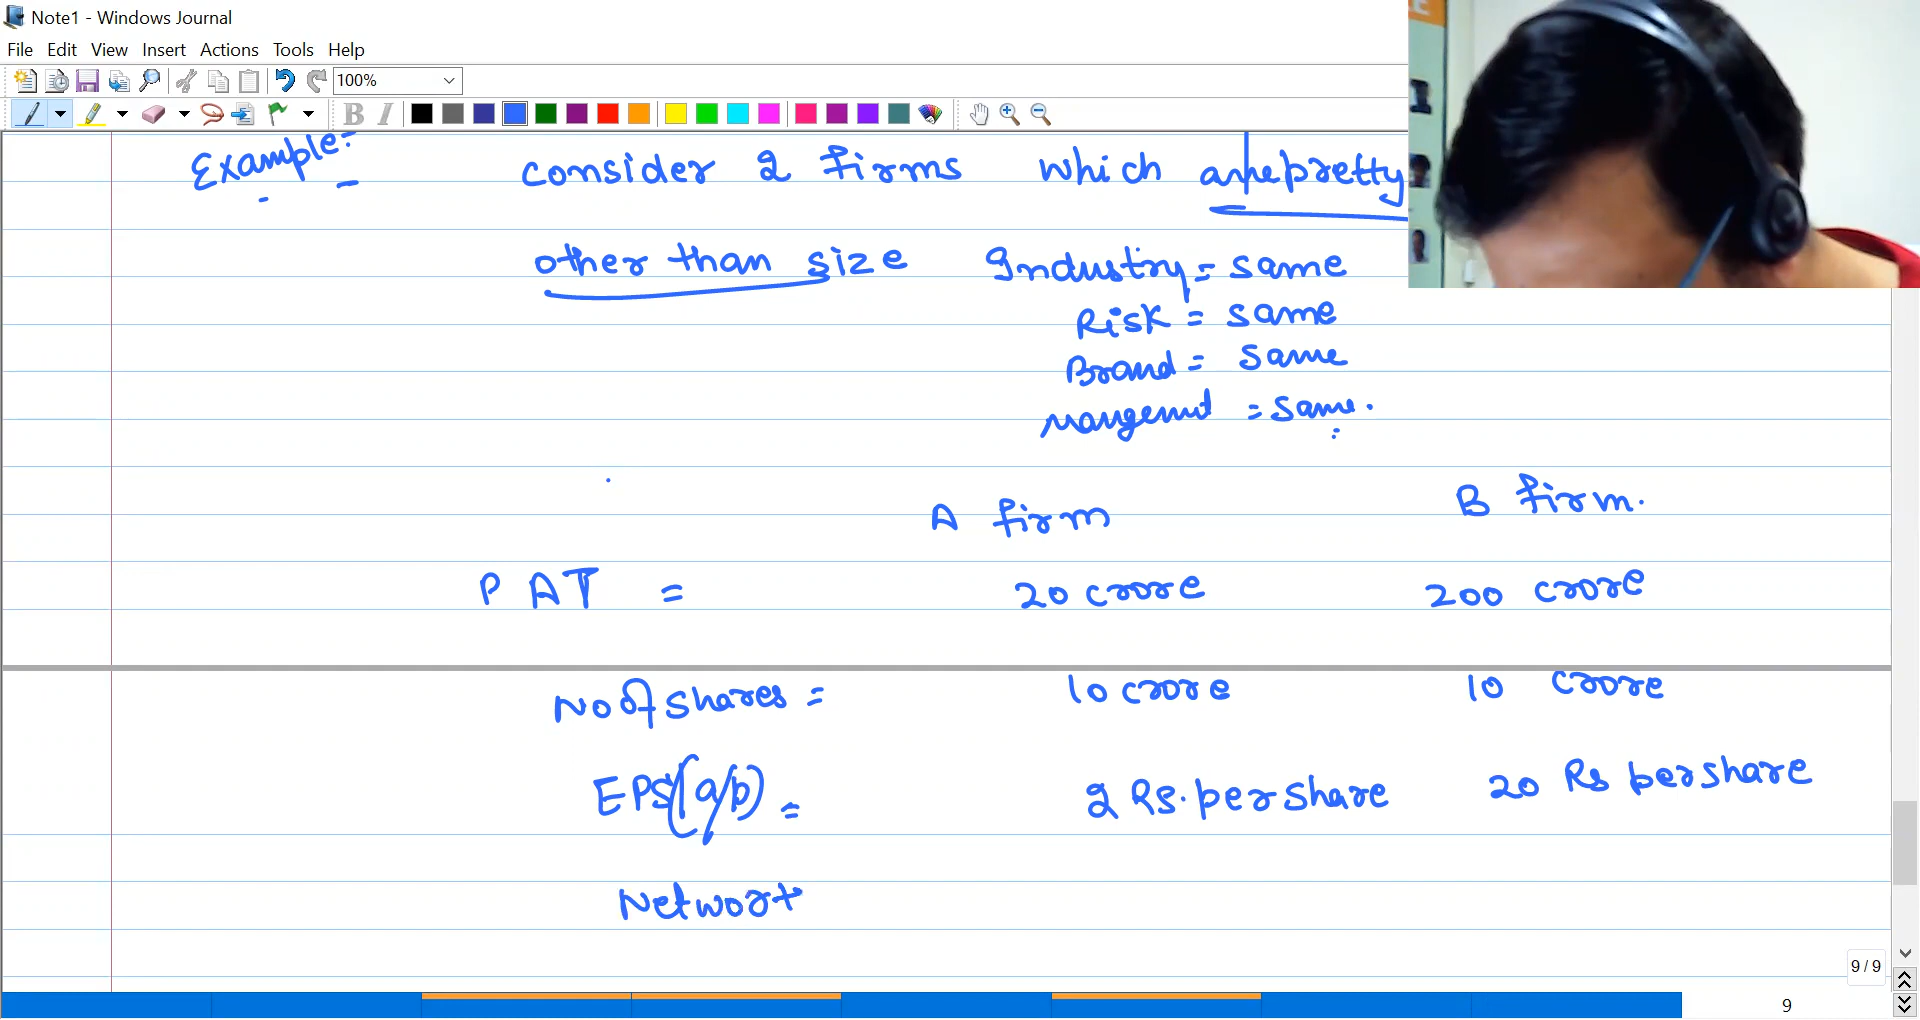 Note1 - Windows Journal
File Edit View Insert Actions Tools Help
100%
B I
Example:- consider 2 firms which are pretty
other than size Industry = same
Risk = same
Brand = same
= same.
A firm B firm.
PAT = 20 crore 200 crore
No of shares = 10 crore 10 crore
EPS (a/b) = 2 Rs. per share 20 Rs per share
Networt
9 / 9
9